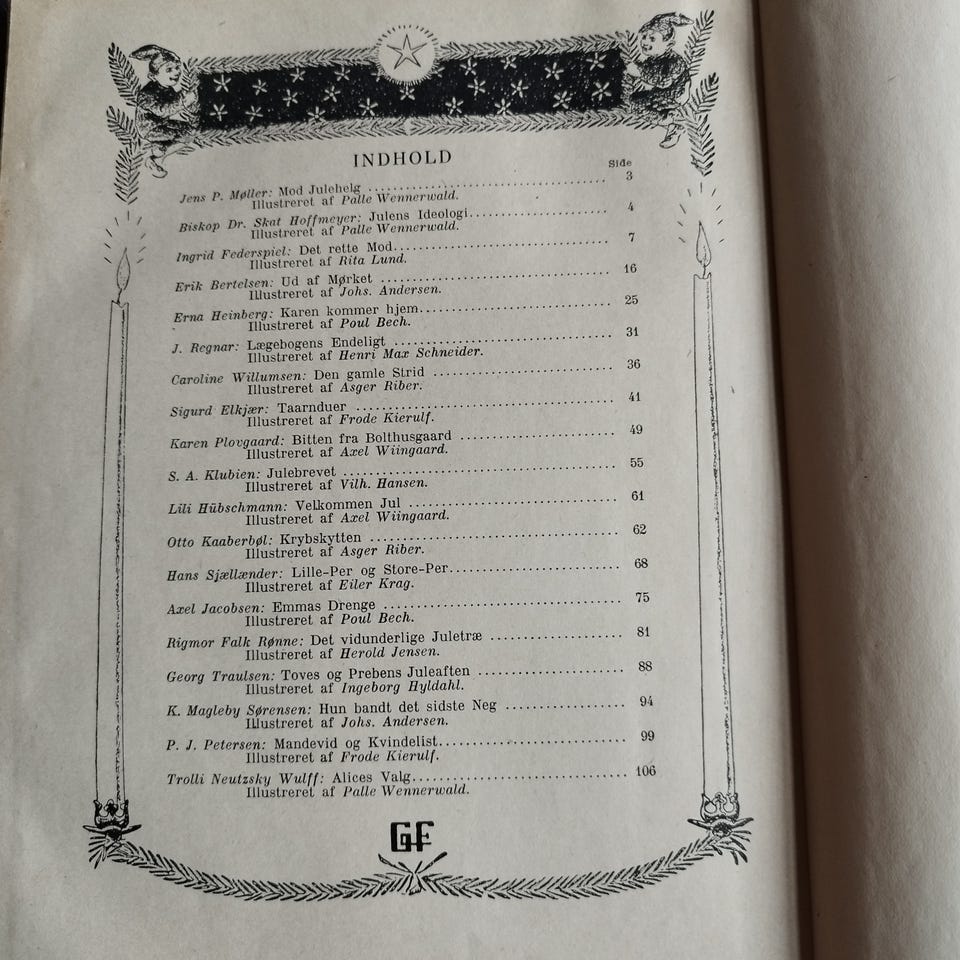 INDHOLD
Side
Jens P. Møller: Mod Julehelg .......................................... 3
Illustreret af Palle Wennerwald.
Biskop Dr. Skat Hoffmeyer: Julens Ideologi........................ 4
Illustreret af Palle Wennerwald.
Ingrid Federspiel: Det rette Mod..................................... 7
Illustreret af Rita Lund.
Erik Bertelsen: Ud af Mørket ........................................ 16
Illustreret af Johs. Andersen.
Erna Heinberg: Karen kommer hjem................................ 25
Illustreret af Poul Bech.
J. Regnar: Lægebogens Endeligt ..................................... 31
Illustreret af Henri Max Schneider.
Caroline Willumsen: Den gamle Strid .............................. 36
Illustreret af Asger Riber.
Sigurd Elkjær: Taarnduer ............................................ 41
Illustreret af Frode Kierulf.
Karen Plovgaard: Bitten fra Bolthusgaard ......................... 49
Illustreret af Axel Wiingaard.
S. A. Klubien: Julebrevet ............................................. 55
Illustreret af Vilh. Hansen.
Lili Hübschmann: Velkommen Jul .................................. 61
Illustreret af Axel Wiingaard.
Otto Kaaberbøl: Krybskytten ........................................ 62
Illustreret af Asger Riber.
Hans Sjællænder: Lille-Per og Store-Per............................ 68
Illustreret af Eiler Krag.
Axel Jacobsen: Emmas Drenge ...................................... 75
Illustreret af Poul Bech.
Rigmor Falk Rønne: Det vidunderlige Juletræ ..................... 81
Illustreret af Herold Jensen.
Georg Traulsen: Toves og Prebens Juleaften ....................... 88
Illustreret af Ingeborg Hyldahl.
K. Magleby Sørensen: Hun bandt det sidste Neg ................... 94
Illustreret af Johs. Andersen.
P. J. Petersen: Mandevid og Kvindelist............................. 99
Illustreret af Frode Kierulf.
Trolli Neutzsky Wulff: Alices Valg................................... 106
Illustreret af Palle Wennerwald.
GF